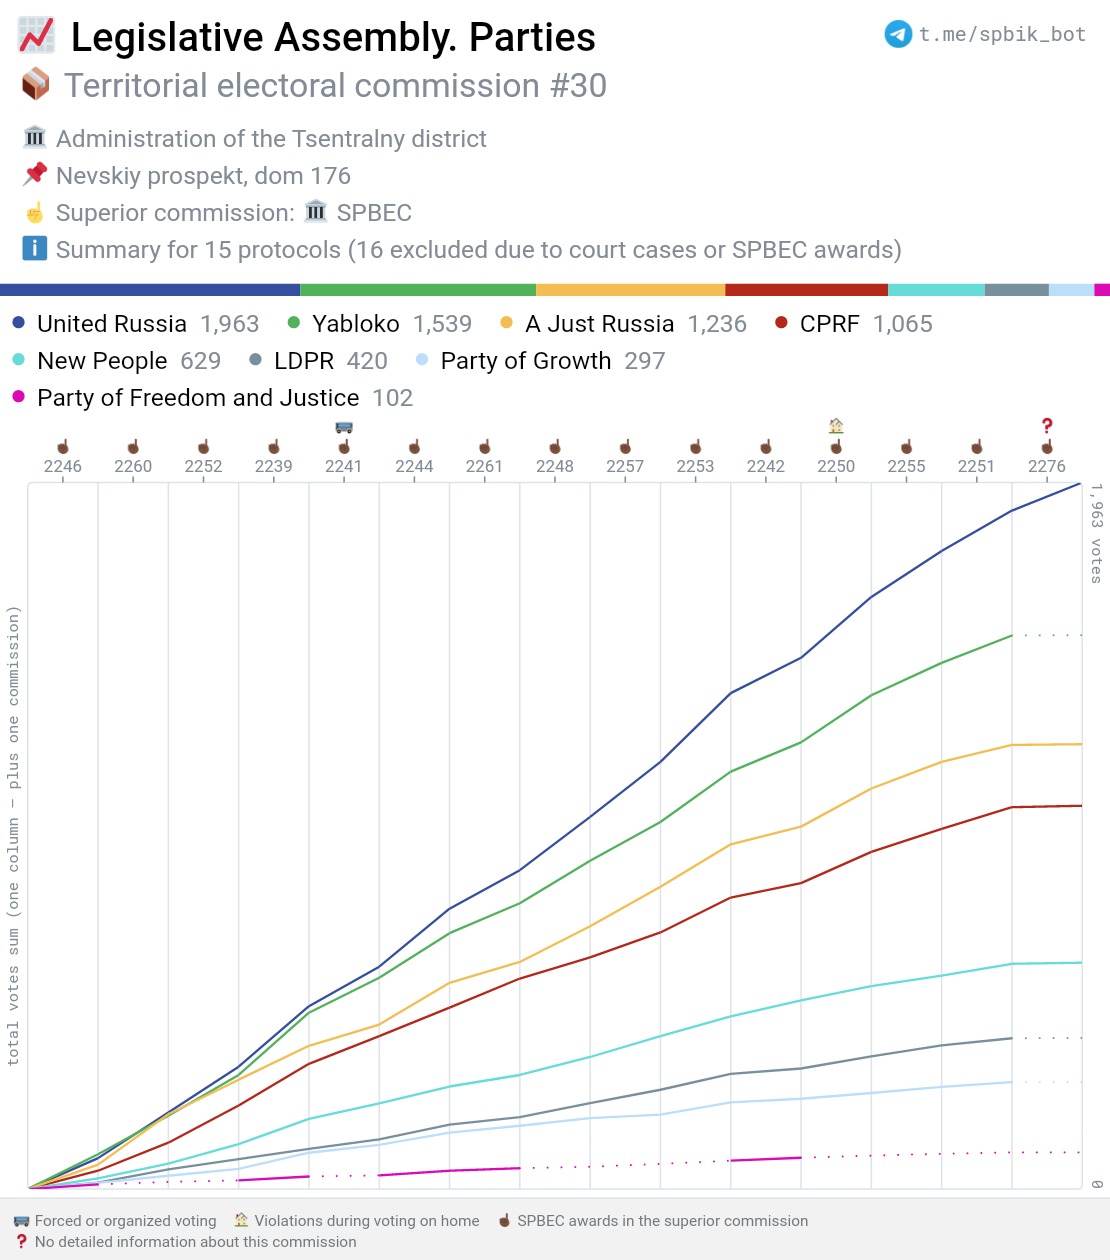 Legislative Assembly. Parties
t.me/spbik_bot
Territorial electoral commission #30
Administration of the Tsentralny district
Nevskiy prospekt, dom 176
Superior commission: SPBEC
Summary for 15 protocols (16 excluded due to court cases or SPBEC awards)
United Russia 1,963 Yabloko 1,539 A Just Russia 1,236 CPRF 1,065
New People 629 LDPR 420 Party of Growth 297
Party of Freedom and Justice 102
2246 2260 2252 2239 2241 2244 2261 2248 2257 2253 2242 2250 2255 2251 2276
1,963 votes
total votes sum (one column — plus one commission)
0
Forced or organized voting Violations during voting on home SPBEC awards in the superior commission
No detailed information about this commission